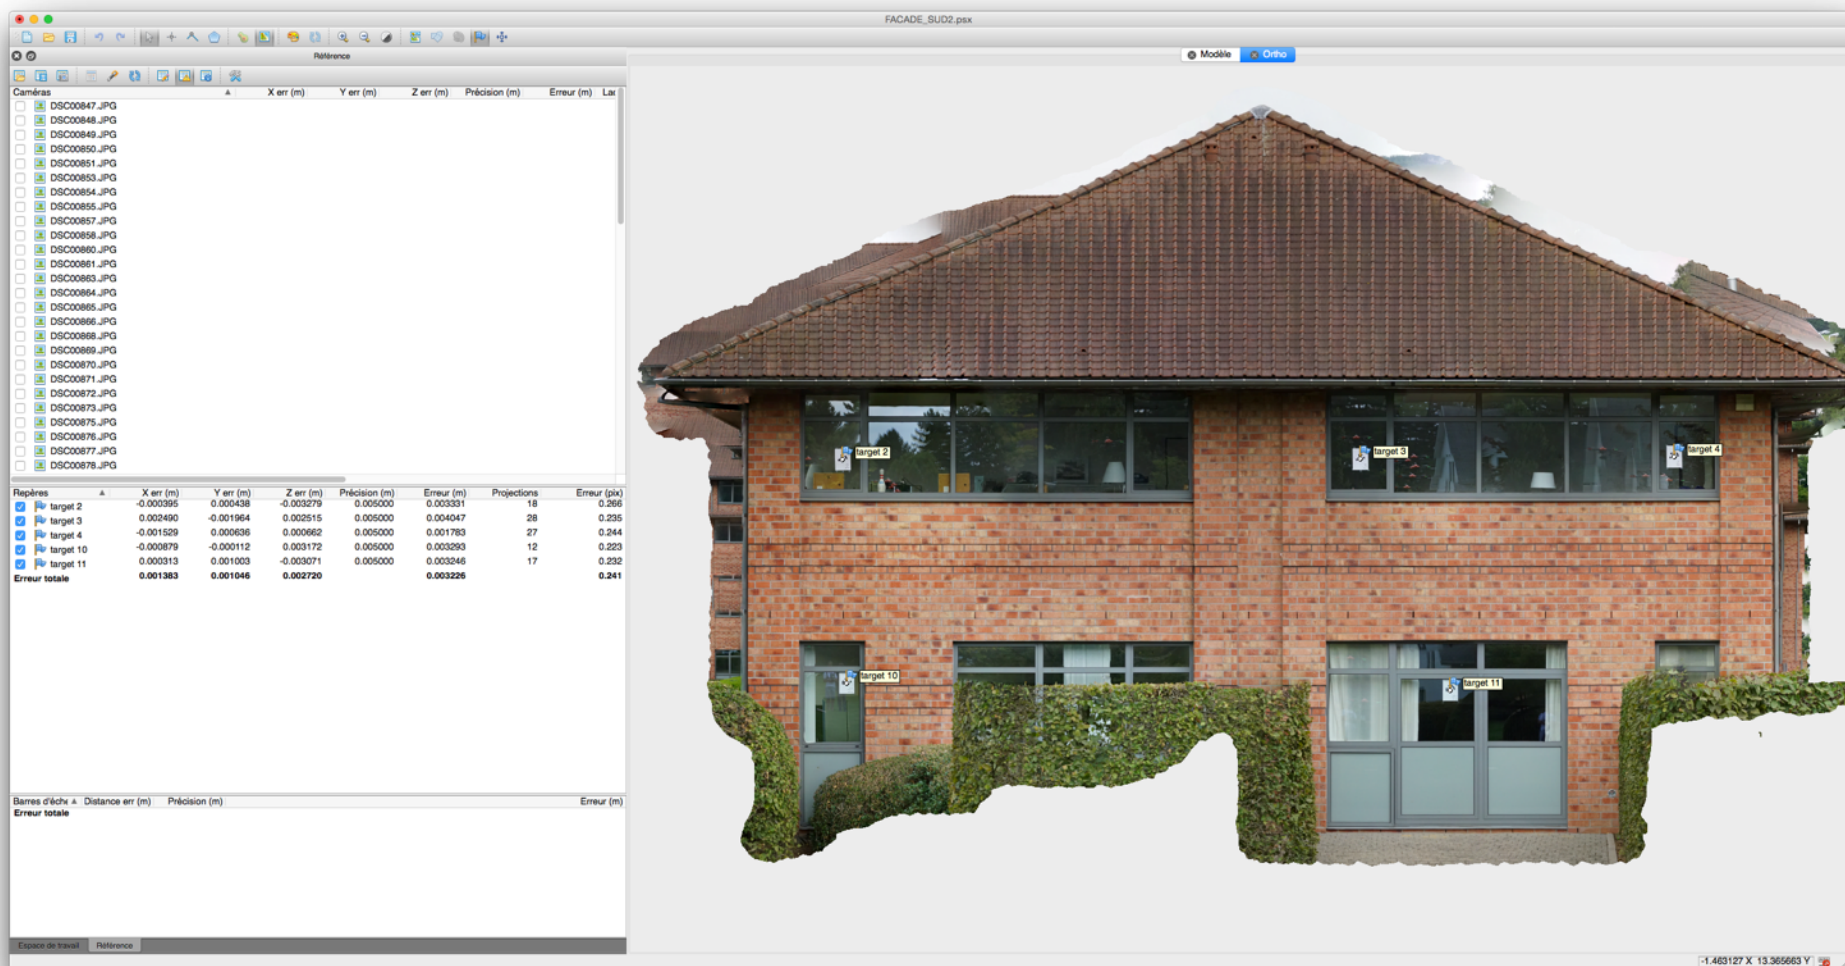 FACADE_SUD2.psx
Référence
Modèle Ortho
Caméras X err (m) Y err (m) Z err (m) Précision (m) Erreur (m)
DSC00847.JPG
DSC00848.JPG
DSC00849.JPG
DSC00850.JPG
DSC00851.JPG
DSC00853.JPG
DSC00854.JPG
DSC00855.JPG
DSC00857.JPG
DSC00858.JPG
DSC00860.JPG
DSC00861.JPG
DSC00863.JPG
DSC00864.JPG
DSC00865.JPG
DSC00866.JPG
DSC00868.JPG
DSC00869.JPG
DSC00870.JPG
DSC00871.JPG
DSC00872.JPG
DSC00873.JPG
DSC00875.JPG
DSC00876.JPG
DSC00877.JPG
DSC00878.JPG
Repères X err (m) Y err (m) Z err (m) Précision (m) Erreur (m) Projections Erreur (pix)
target 2 -0.000395 0.000438 -0.003279 0.005000 0.003331 18 0.266
target 3 0.002490 -0.001964 0.002515 0.005000 0.004047 28 0.235
target 4 -0.001529 0.000636 0.000662 0.005000 0.001783 27 0.244
target 10 -0.000879 -0.000112 0.003172 0.005000 0.003293 12 0.223
target 11 0.000313 0.001003 -0.003071 0.005000 0.003246 17 0.232
Erreur totale 0.001383 0.001046 0.002720 0.003226 0.241
Barres d'éche Distance err (m) Précision (m) Erreur (m)
Erreur totale
Espace de travail Référence
target 2
target 3
target 4
target 10
target 11
-1.463127 X 13.365663 Y